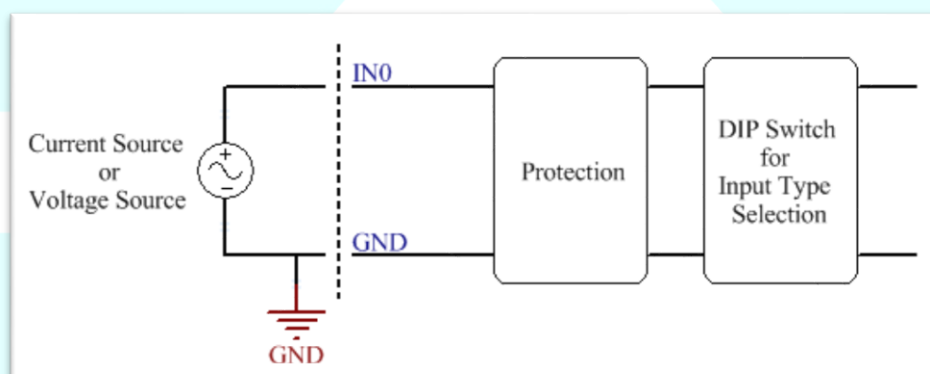 Current Source
or
Voltage Source
+
−
GND
IN0
GND
Protection
DIP Switch
for
Input Type
Selection